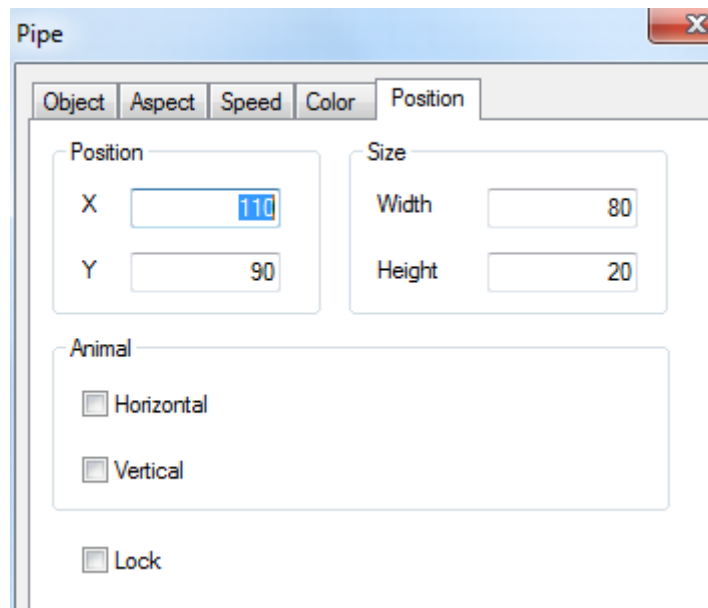 Pipe
Object Aspect Speed Color Position
Position
X 110
Y 90
Size
Width 80
Height 20
Animal
Horizontal
Vertical
Lock